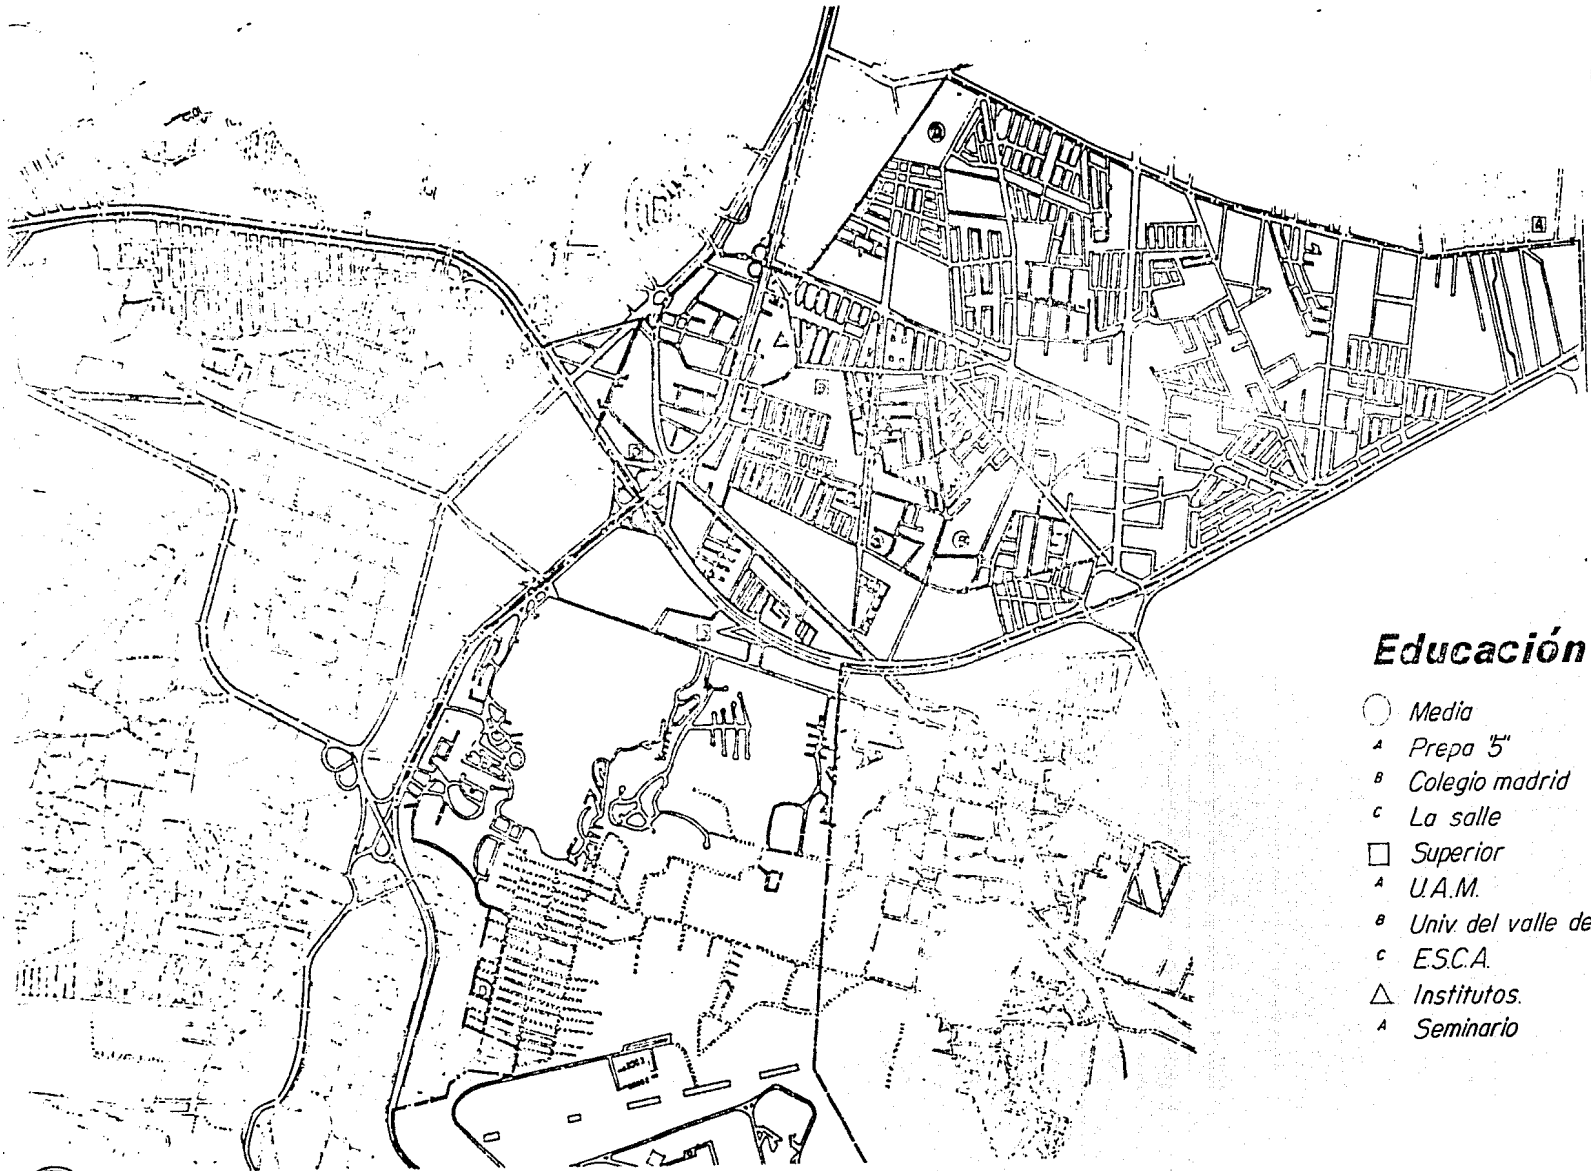 Educación
Media
A Prepa "5"
B Colegio madrid
C La salle
Superior
A U.A.M.
B Univ. del valle de
C E.S.C.A.
Institutos.
A Seminario